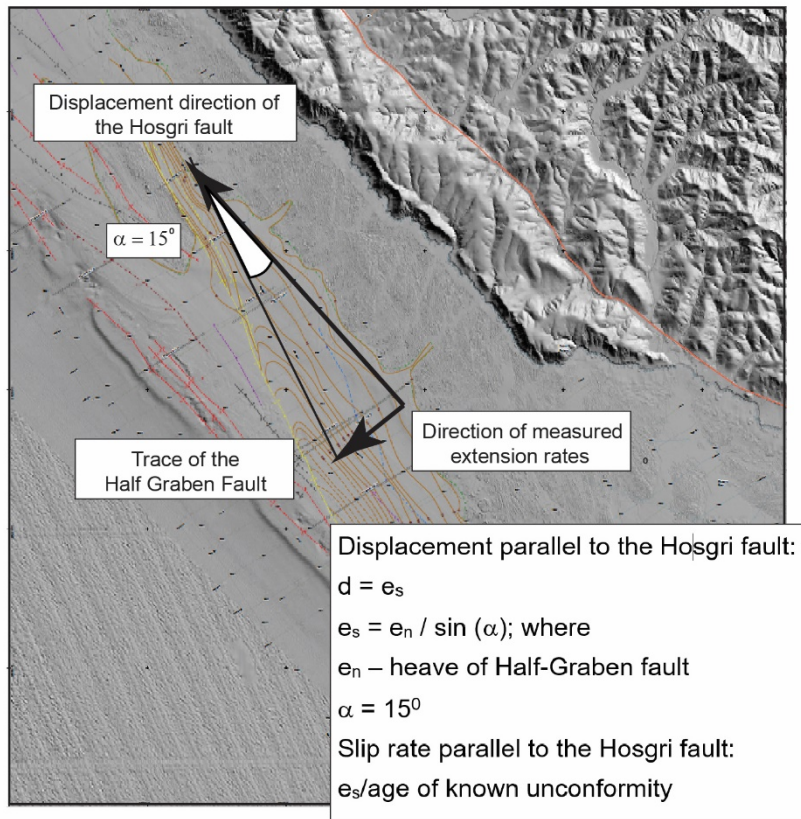 Displacement direction of
the Hosgri fault
α = 15°
Trace of the
Half Graben Fault
Direction of measured
extension rates
Displacement parallel to the Hosgri fault:
d = eₛ
eₛ = eₙ / sin (α); where
eₙ – heave of Half-Graben fault
α = 15⁰
Slip rate parallel to the Hosgri fault:
eₛ/age of known unconformity